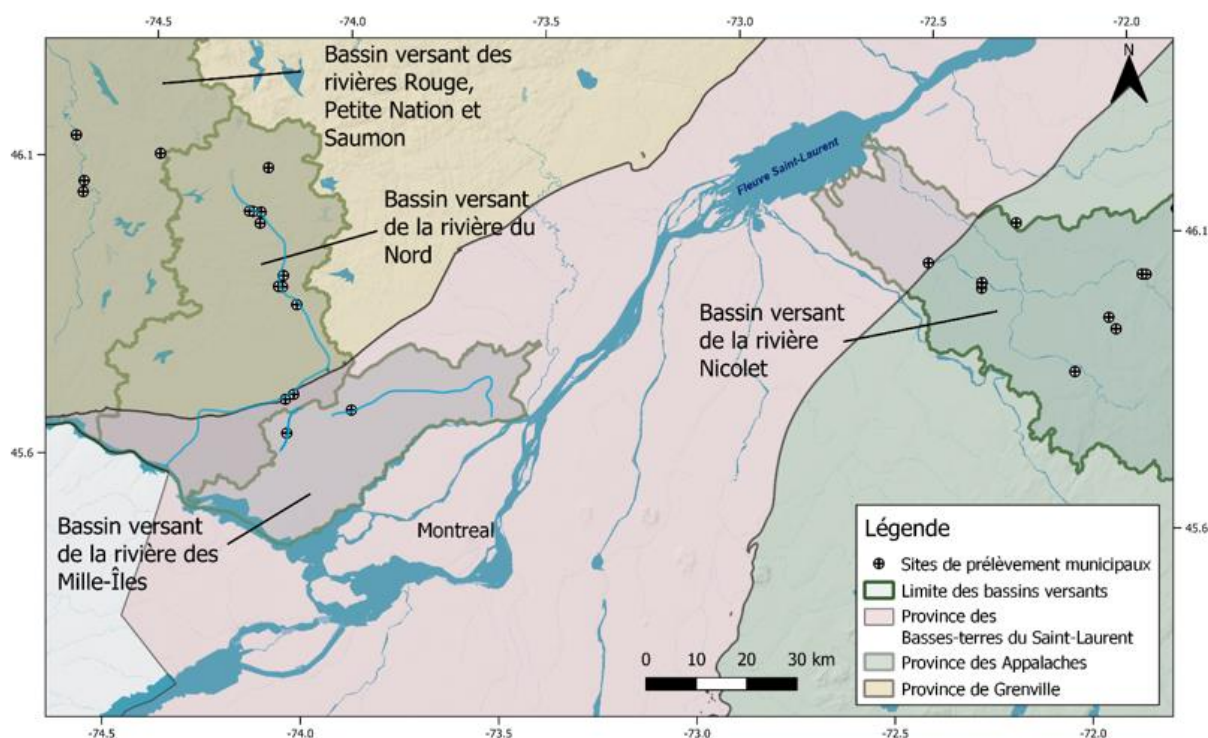 -74.5
-74.0
-73.5
-73.0
-72.5
-72.0
Bassin versant des
rivières Rouge,
Petite Nation et
Saumon
N
46.1
Fleuve Saint-Laurent
Bassin versant
de la rivière du
Nord
46.1
Bassin versant
de la rivière
Nicolet
45.6
Bassin versant
de la rivière des
Mille-Îles
Montreal
45.6
Légende
Sites de prélèvement municipaux
Limite des bassins versants
Province des
Basses-terres du Saint-Laurent
Province des Appalaches
Province de Grenville
0 10 20 30 km
-74.5
-74.0
-73.5
-73.0
-72.5
-72.0